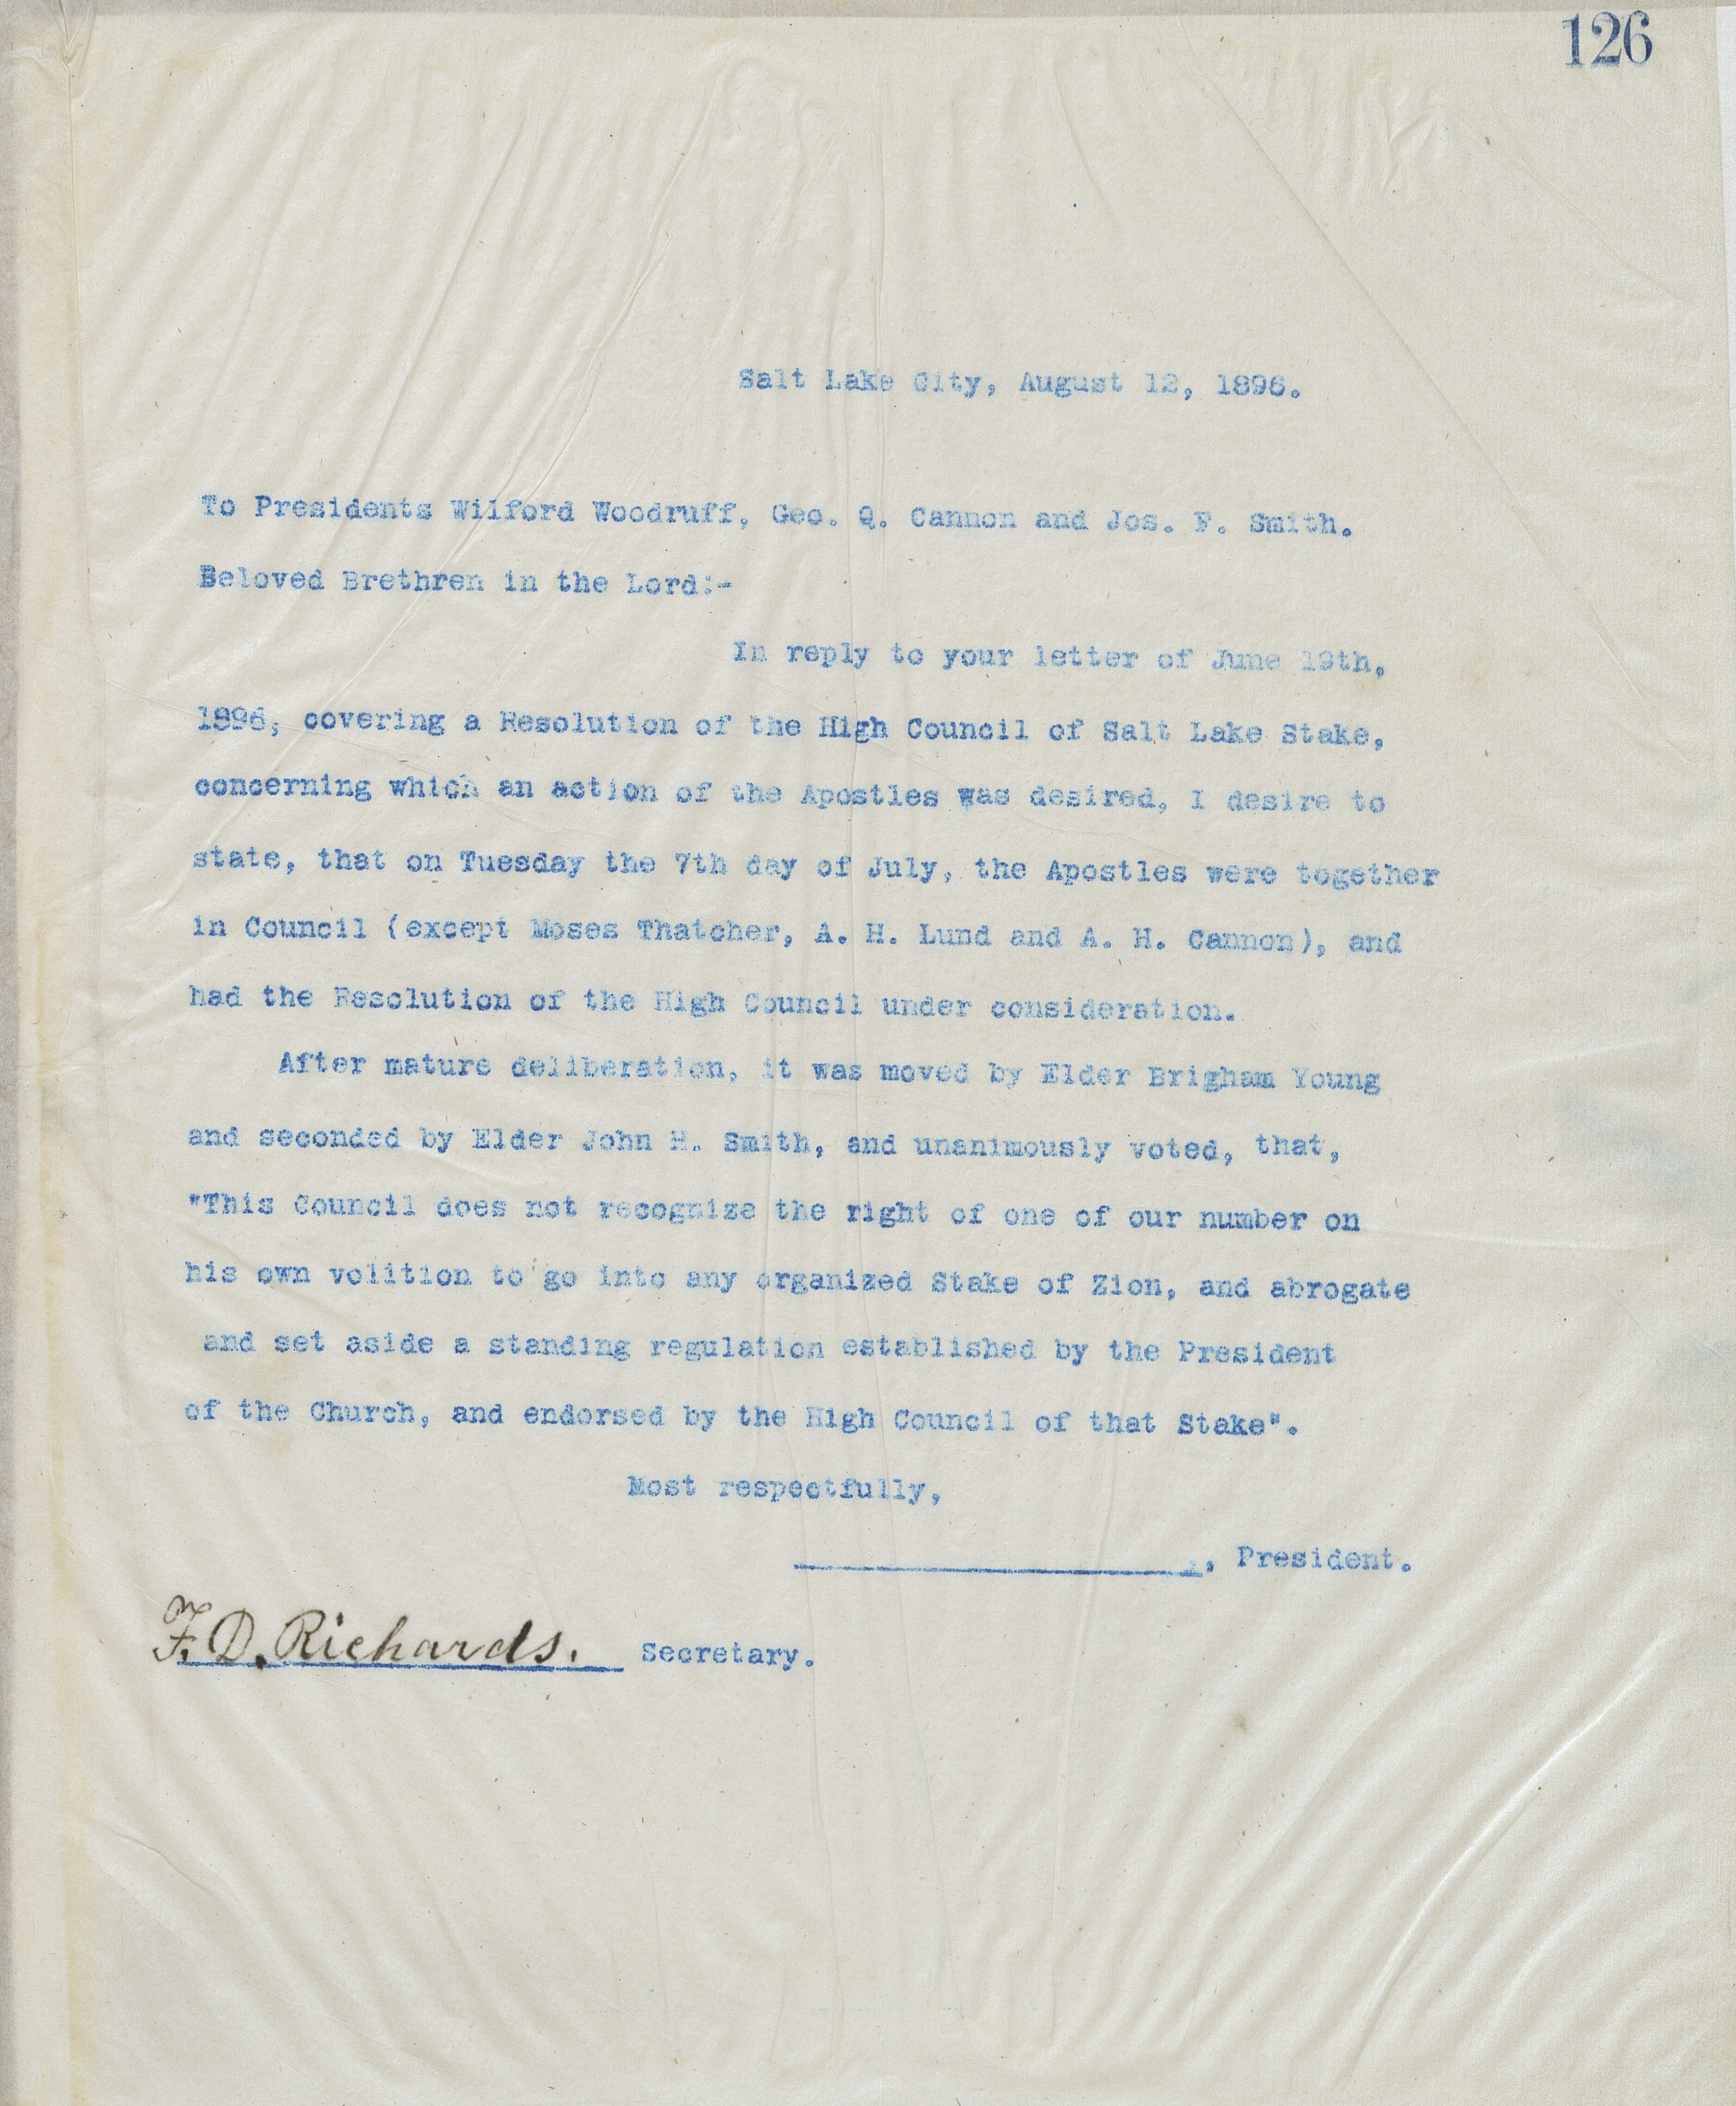 126
Salt Lake City, August 12, 1896.
To Presidents Wilford Woodruff, Geo. Q. Cannon and Jos. F. Smith.
Beloved Brethren in the Lord:-
In reply to your letter of June 19th,
1896, covering a Resolution of the High Council of Salt Lake Stake,
concerning which an action of the Apostles was desired, I desire to
state, that on Tuesday the 7th day of July, the Apostles were together
in Council (except Moses Thatcher, A. H. Lund and A. H. Cannon), and
had the Resolution of the High Council under consideration.
After mature deliberation, it was moved by Elder Brigham Young
and seconded by Elder John H. Smith, and unanimously voted, that,
"This Council does not recognize the right of one of our number on
his own volition to go into any organized Stake of Zion, and abrogate
and set aside a standing regulation established by the President
of the Church, and endorsed by the High Council of that Stake".
Most respectfully,
, President.
F. D. Richards. Secretary.